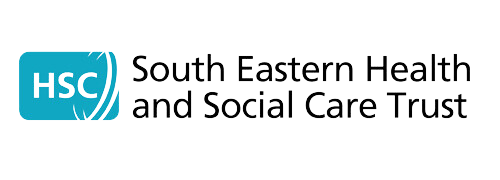 HSC
South Eastern Health
and Social Care Trust